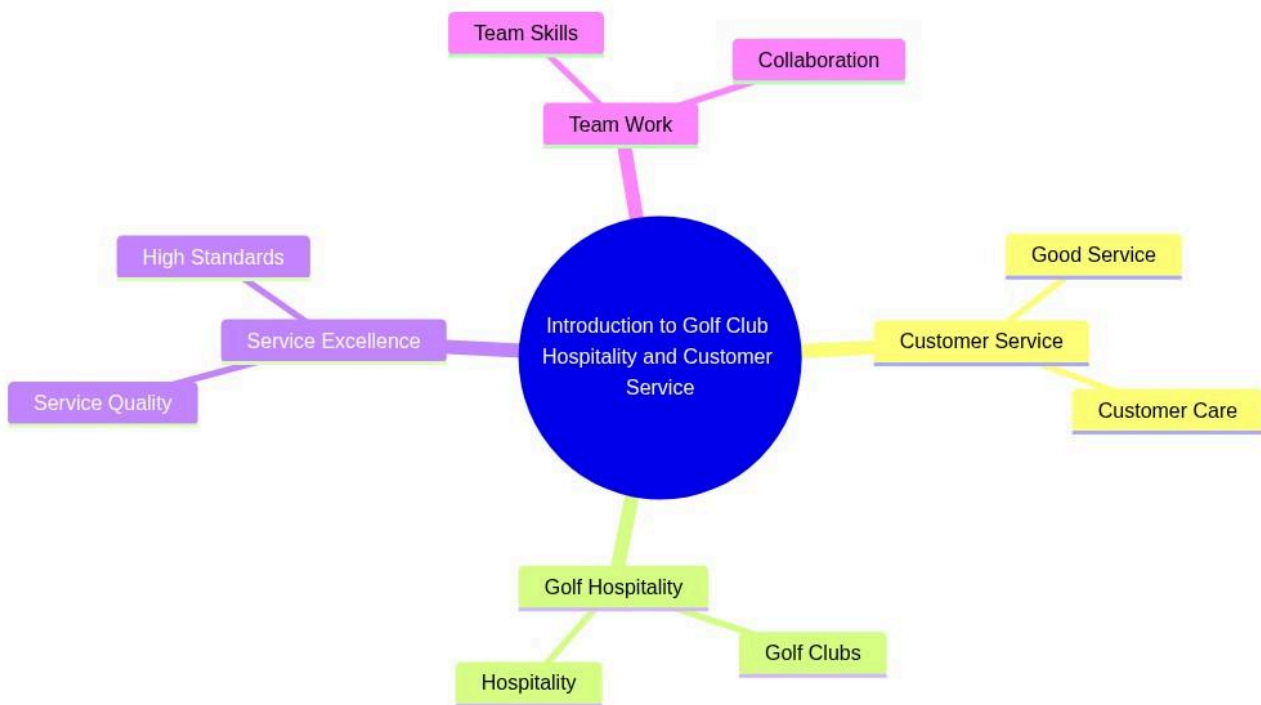 Team Skills
Collaboration
Team Work
High Standards
Good Service
Introduction to Golf Club
Hospitality and Customer
Service
Service Excellence
Customer Service
Service Quality
Customer Care
Golf Hospitality
Golf Clubs
Hospitality